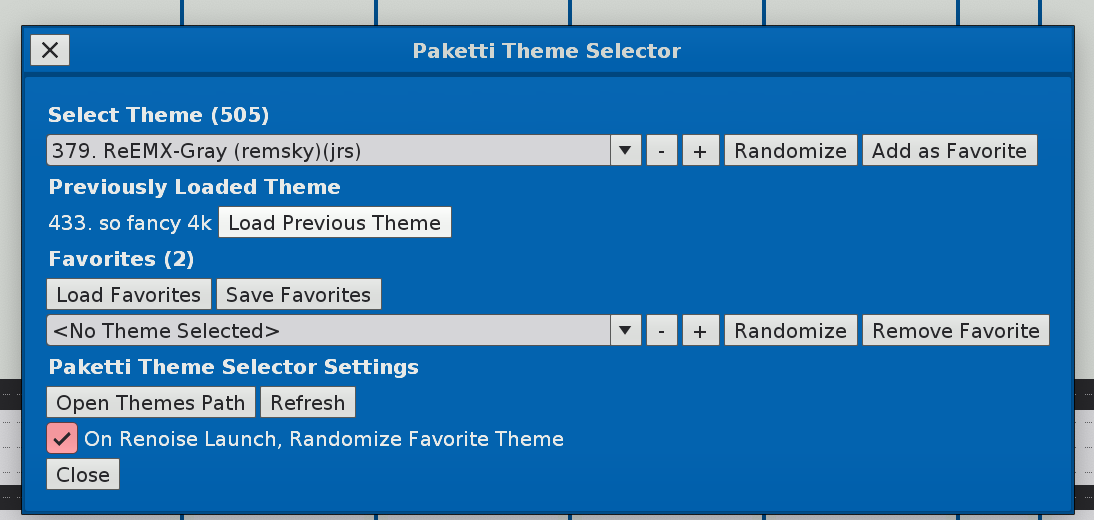 Paketti Theme Selector
Select Theme (505)
379. ReEMX-Gray (remsky)(jrs) - + Randomize Add as Favorite
Previously Loaded Theme
433. so fancy 4k Load Previous Theme
Favorites (2)
Load Favorites Save Favorites
<No Theme Selected> - + Randomize Remove Favorite
Paketti Theme Selector Settings
Open Themes Path Refresh
On Renoise Launch, Randomize Favorite Theme
Close